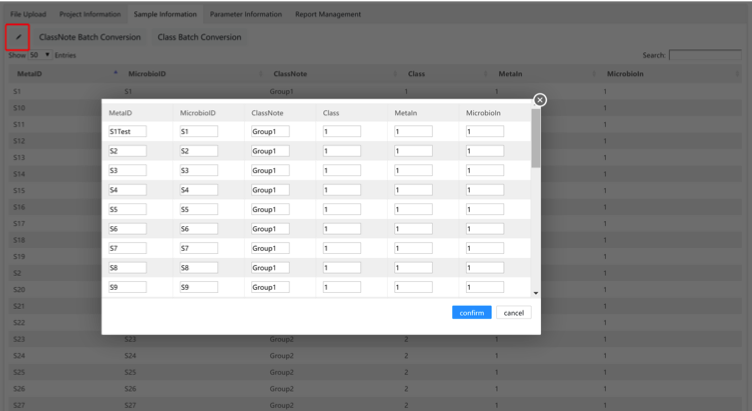 File Upload Project Information Sample Information Parameter Information Report Management
ClassNote Batch Conversion Class Batch Conversion
Show 50 Entries Search:
MetaID MicrobioID ClassNote Class MetaIn MicrobioIn
S1 S1 Group1 1 1 1
S10 1
S11 1
S12 1
S13 1
S14 1
S15 1
S16 1
S17 1
S18 1
S19 1
S2 1
S20 1
S21 1
S22 1
S23 S23 Group2 2 1 1
S24 S24 Group2 2 1 1
S25 S25 Group2 2 1 1
S26 S26 Group2 2 1 1
S27 S27 Group2 2 1 1
MetaID MicrobioID ClassNote Class MetaIn MicrobioIn
S1Test S1 Group1 1 1 1
S2 S2 Group1 1 1 1
S3 S3 Group1 1 1 1
S4 S4 Group1 1 1 1
S5 S5 Group1 1 1 1
S6 S6 Group1 1 1 1
S7 S7 Group1 1 1 1
S8 S8 Group1 1 1 1
S9 S9 Group1 1 1 1
confirm cancel